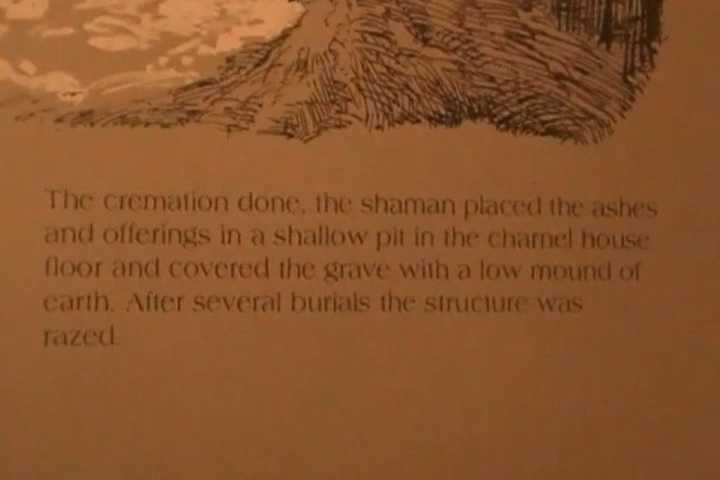 The cremation done, the shaman placed the ashes
and offerings in a shallow pit in the charnel house
floor and covered the grave with a low mound of
earth. After several burials the structure was
razed.